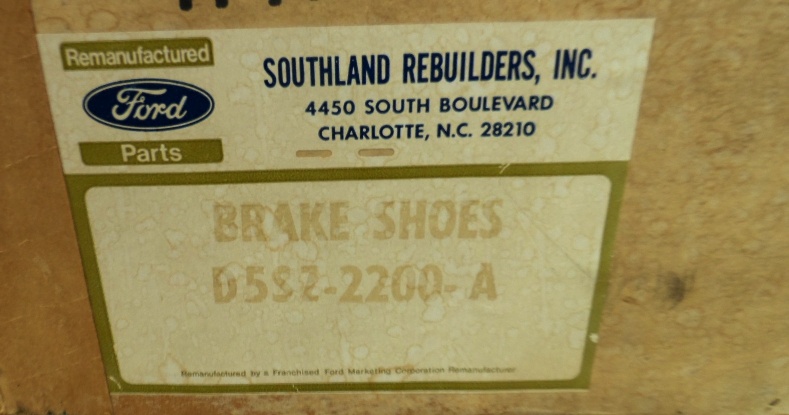 Remanufactured
Ford
Parts
SOUTHLAND REBUILDERS, INC.
4450 SOUTH BOULEVARD
CHARLOTTE, N.C. 28210
BRAKE SHOES
D5SZ-2200-A
Remanufactured by a Franchised Ford Marketing Corporation Remanufacturer